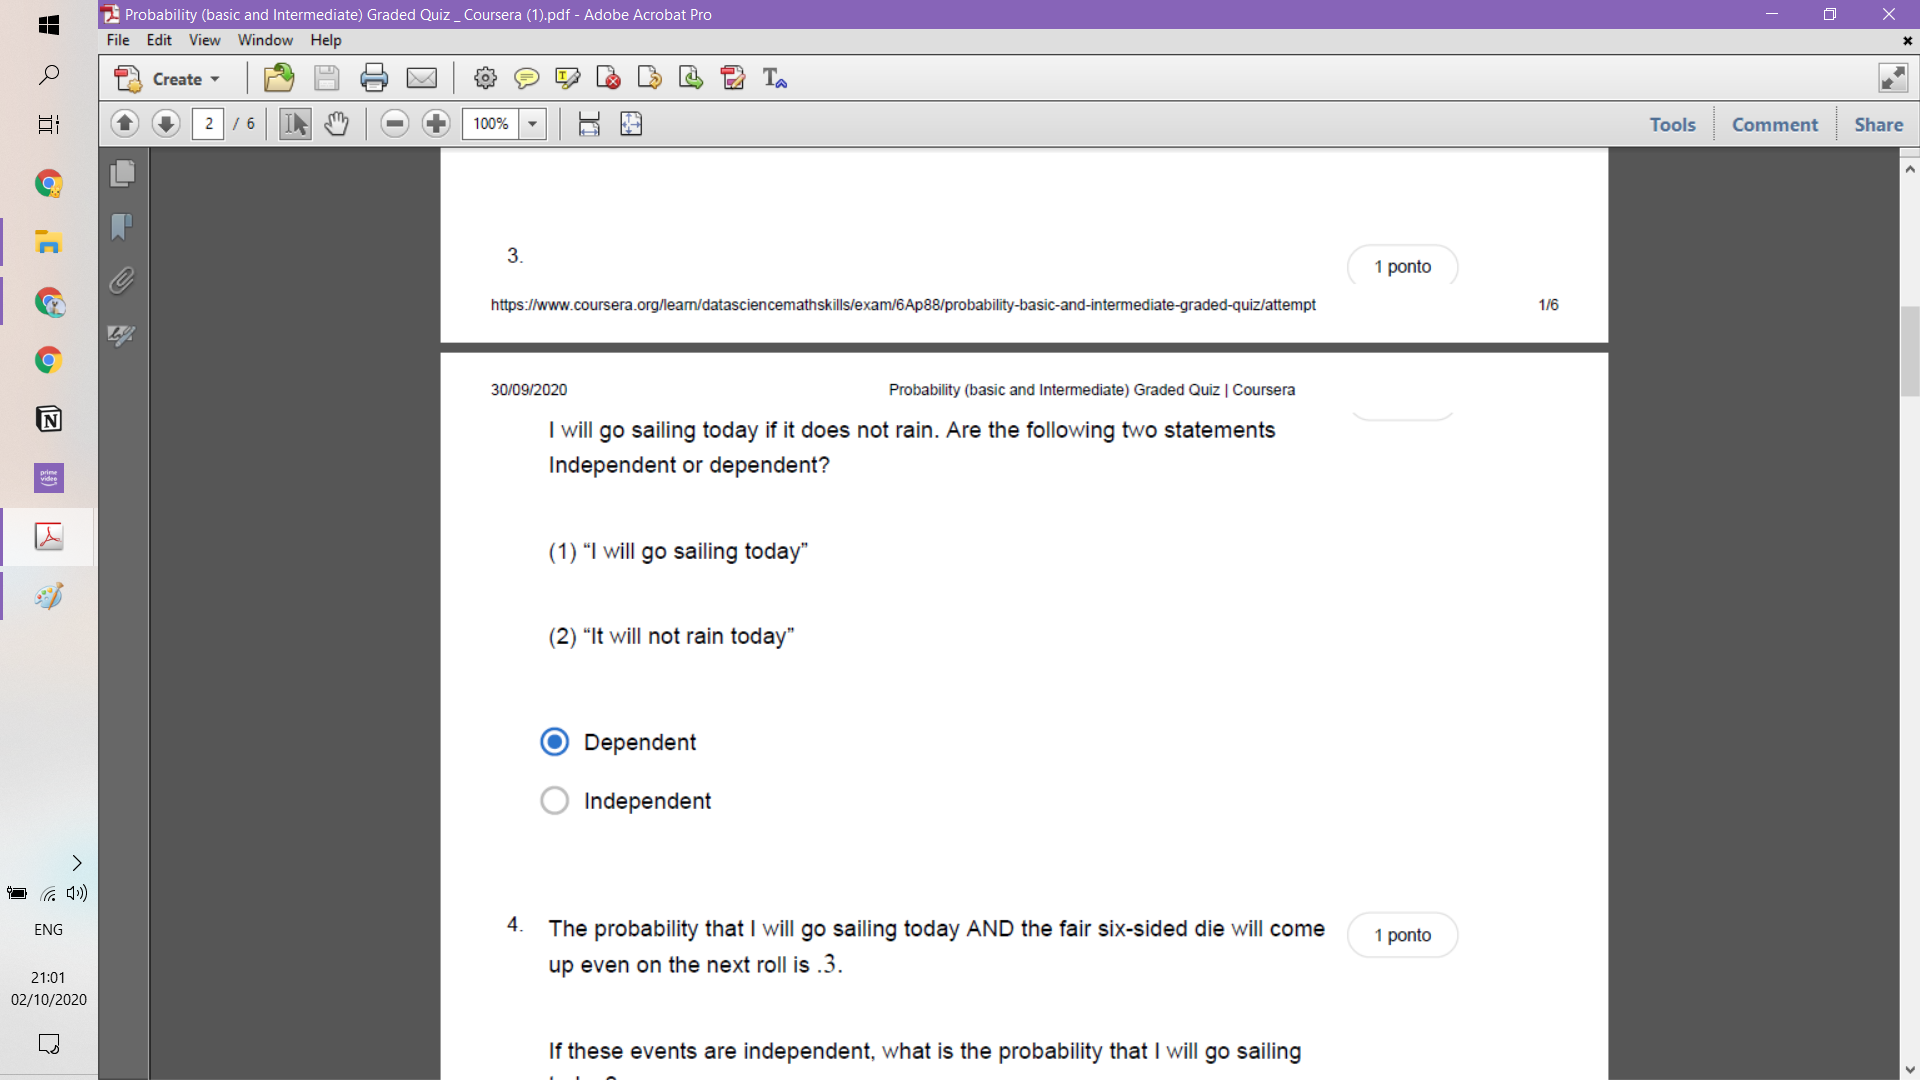 Probability (basic and Intermediate) Graded Quiz _ Coursera (1).pdf - Adobe Acrobat Pro
File Edit View Window Help
Create
2 / 6 100% Tools Comment Share
3.
1 ponto
https://www.coursera.org/learn/datasciencemathskills/exam/6Ap88/probability-basic-and-intermediate-graded-quiz/attempt 1/6
30/09/2020 Probability (basic and Intermediate) Graded Quiz | Coursera
I will go sailing today if it does not rain. Are the following two statements
Independent or dependent?
(1) “I will go sailing today”
(2) “It will not rain today”
Dependent
Independent
4. The probability that I will go sailing today AND the fair six-sided die will come
up even on the next roll is .3.
1 ponto
If these events are independent, what is the probability that I will go sailing
prime
video
ENG
21:01
02/10/2020